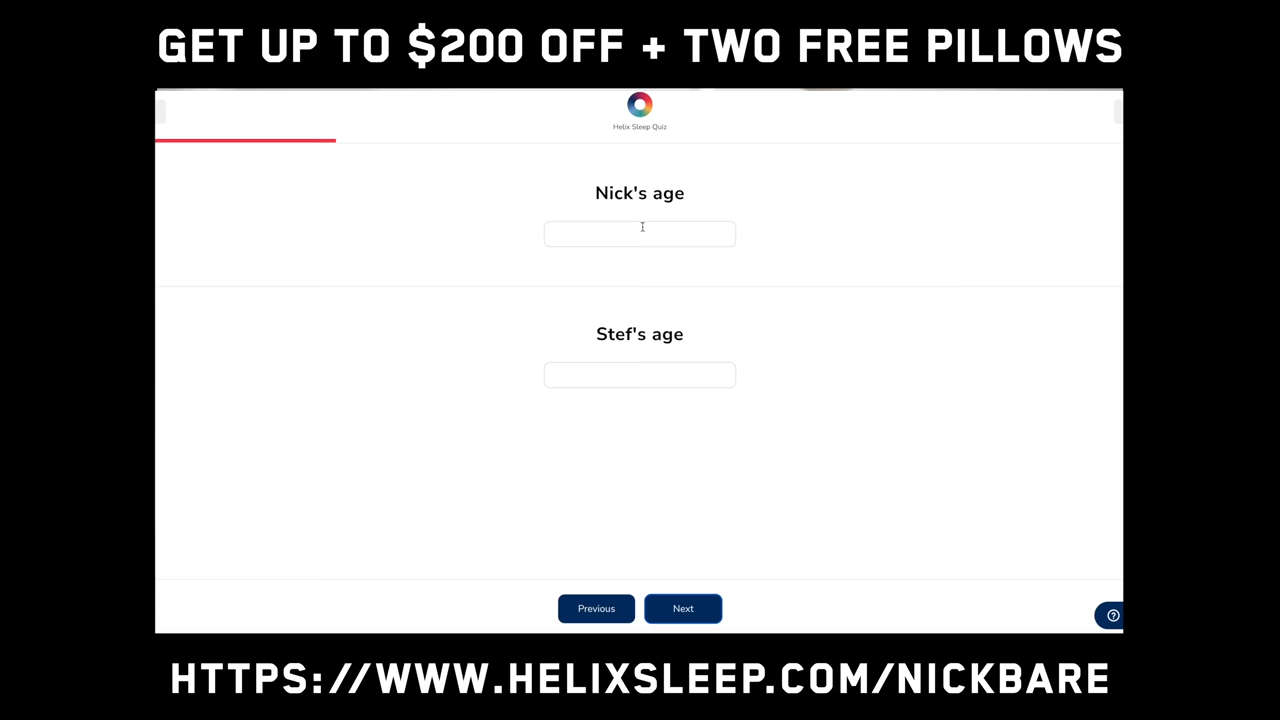 GET UP TO $200 OFF + TWO FREE PILLOWS
Helix Sleep Quiz
Nick's age
Stef's age
Previous
Next
HTTPS://WWW.HELIXSLEEP.COM/NICKBARE